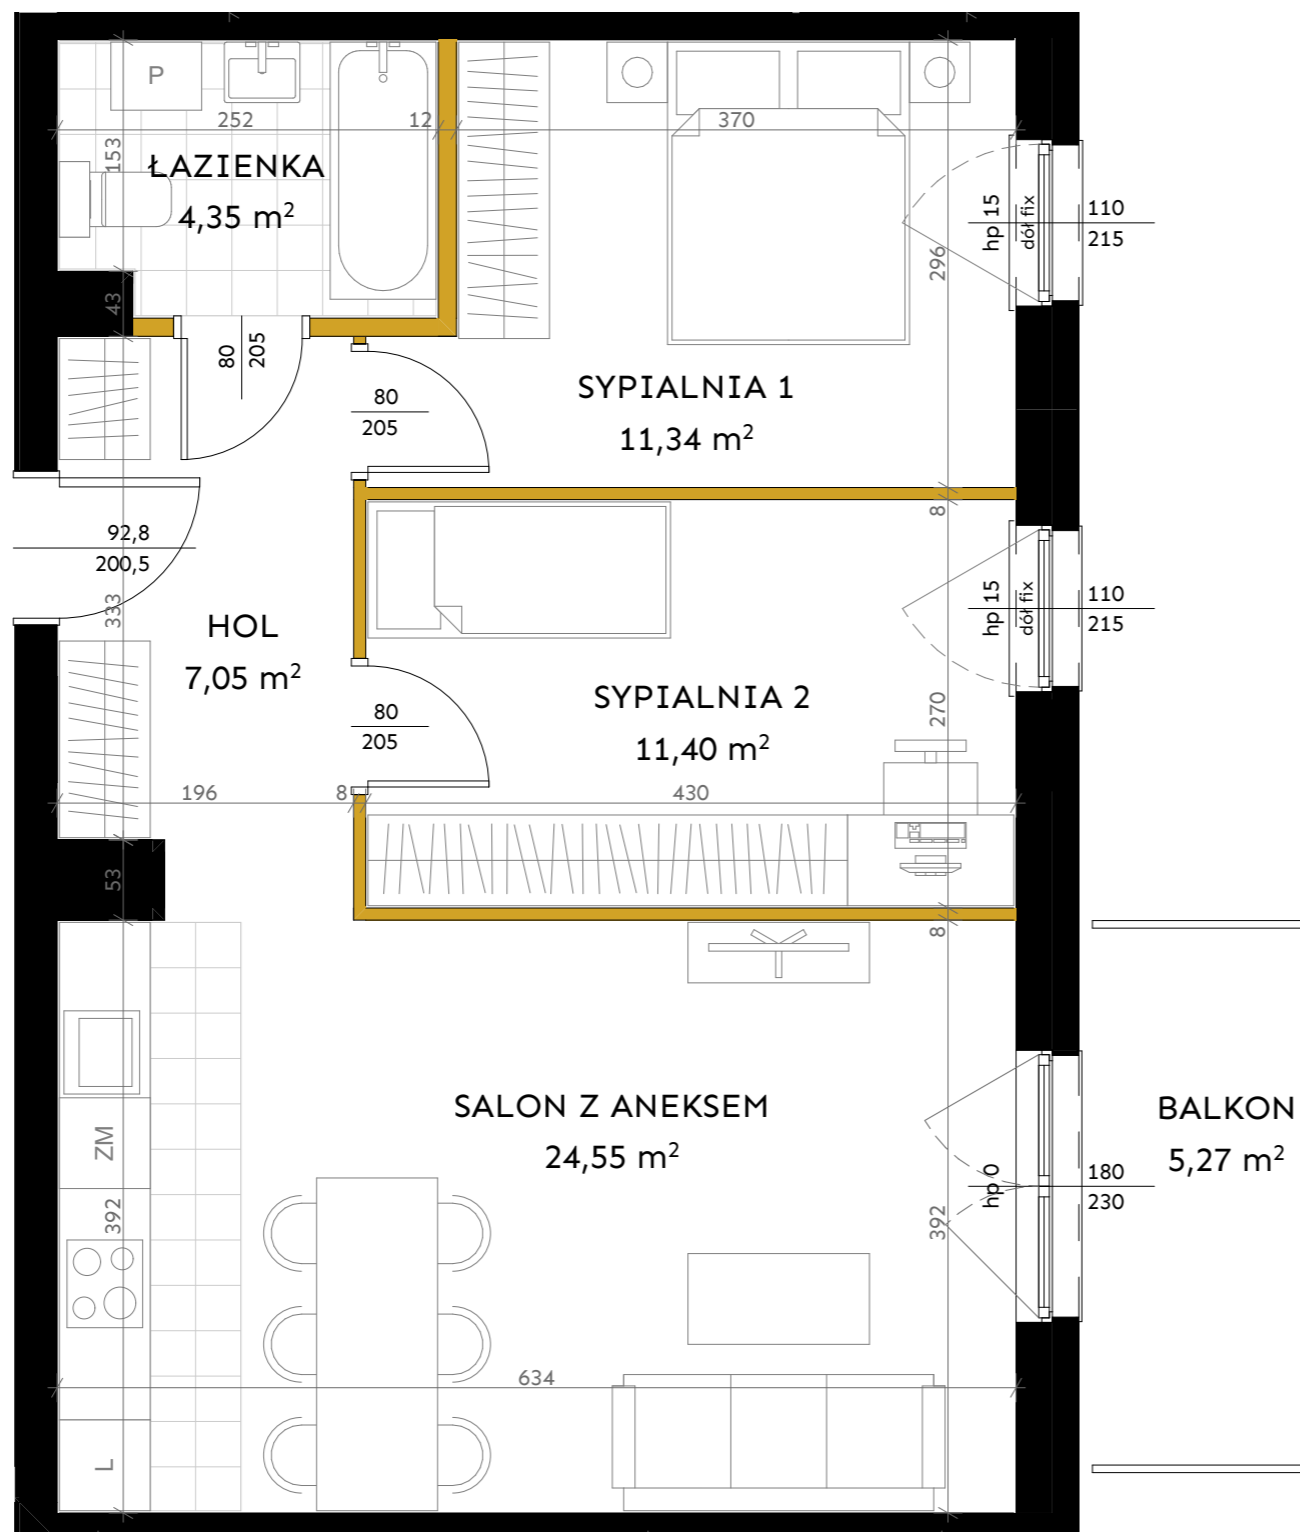 P
252
12
370
153
ŁAZIENKA
4,35 m²
43
80
205
hp 15
dół fix
110
215
296
SYPIALNIA 1
11,34 m²
80
205
8
92,8
200,5
333
HOL
7,05 m²
hp 15
dół fix
110
215
SYPIALNIA 2
11,40 m²
270
80
205
196
8
430
53
8
SALON Z ANEKSEM
24,55 m²
BALKON
5,27 m²
ZM
392
hp 0
180
230
392
634
L